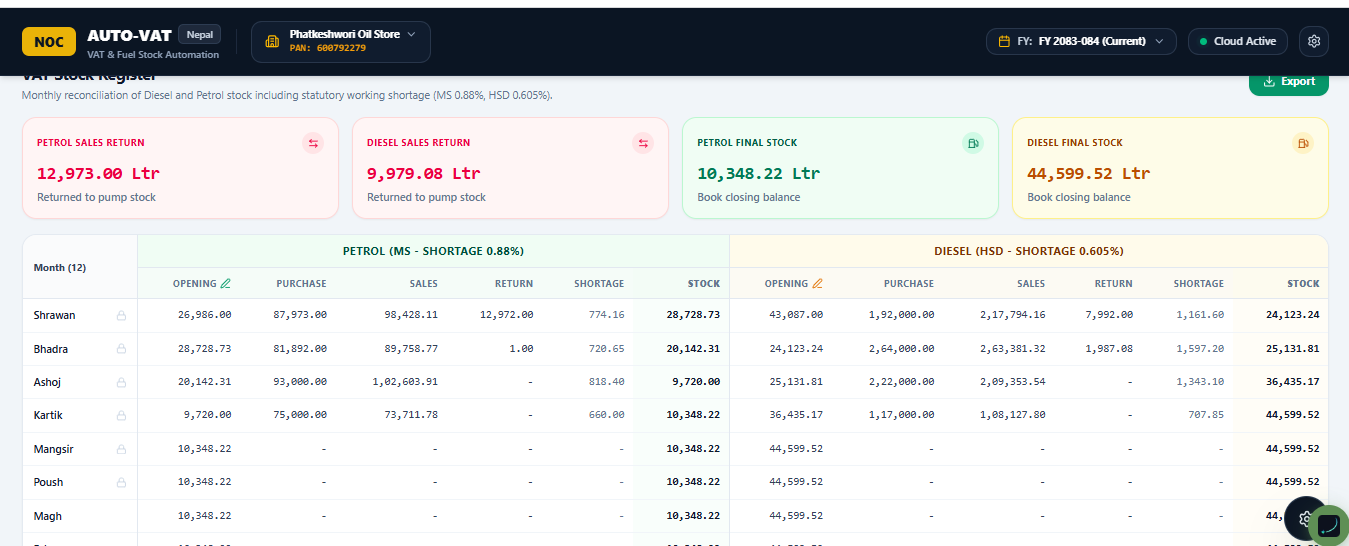 NOC AUTO-VAT Nepal
VAT & Fuel Stock Automation
Phatkeshwori Oil Store
PAN: 600792279
FY: FY 2083-084 (Current)
Cloud Active
VAT Stock Register
Monthly reconciliation of Diesel and Petrol stock including statutory working shortage (MS 0.88%, HSD 0.605%).
Export
PETROL SALES RETURN
12,973.00 Ltr
Returned to pump stock
DIESEL SALES RETURN
9,979.08 Ltr
Returned to pump stock
PETROL FINAL STOCK
10,348.22 Ltr
Book closing balance
DIESEL FINAL STOCK
44,599.52 Ltr
Book closing balance
Month (12) PETROL (MS - SHORTAGE 0.88%) DIESEL (HSD - SHORTAGE 0.605%)
OPENING PURCHASE SALES RETURN SHORTAGE STOCK OPENING PURCHASE SALES RETURN SHORTAGE STOCK
Shrawan 26,986.00 87,973.00 98,428.11 12,972.00 774.16 28,728.73 43,087.00 1,92,000.00 2,17,794.16 7,992.00 1,161.60 24,123.24
Bhadra 28,728.73 81,892.00 89,758.77 1.00 720.65 20,142.31 24,123.24 2,64,000.00 2,63,381.32 1,987.08 1,597.20 25,131.81
Ashoj 20,142.31 93,000.00 1,02,603.91 - 818.40 9,720.00 25,131.81 2,22,000.00 2,09,353.54 - 1,343.10 36,435.17
Kartik 9,720.00 75,000.00 73,711.78 - 660.00 10,348.22 36,435.17 1,17,000.00 1,08,127.80 - 707.85 44,599.52
Mangsir 10,348.22 - - - - 10,348.22 44,599.52 - - - - 44,599.52
Poush 10,348.22 - - - - 10,348.22 44,599.52 - - - - 44,599.52
Magh 10,348.22 - - - - 10,348.22 44,599.52 - - - - 44,